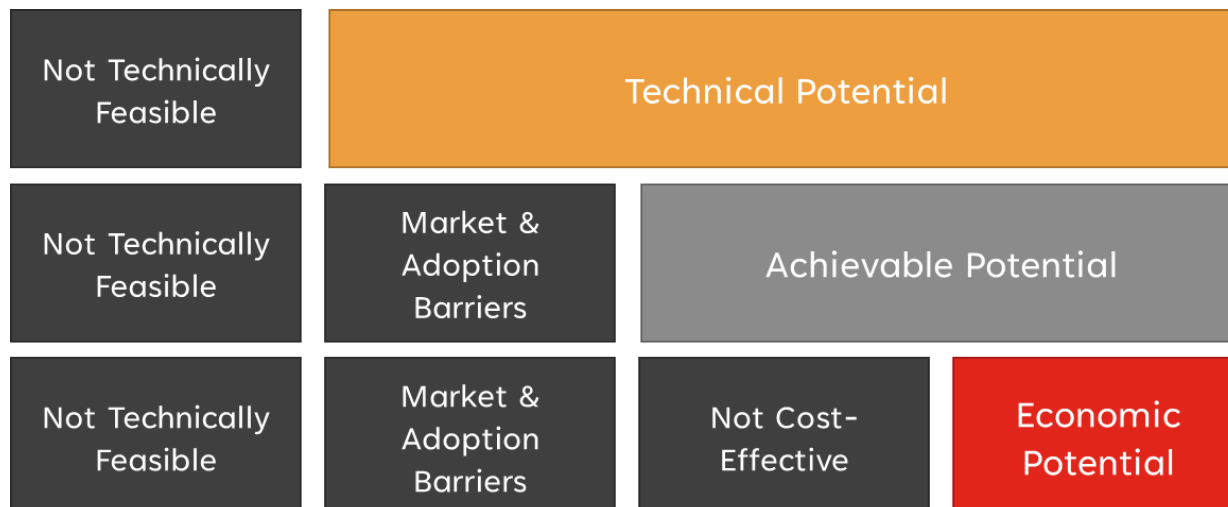 Not Technically
Feasible
Technical Potential
Not Technically
Feasible
Market &
Adoption
Barriers
Achievable Potential
Not Technically
Feasible
Market &
Adoption
Barriers
Not Cost-
Effective
Economic
Potential